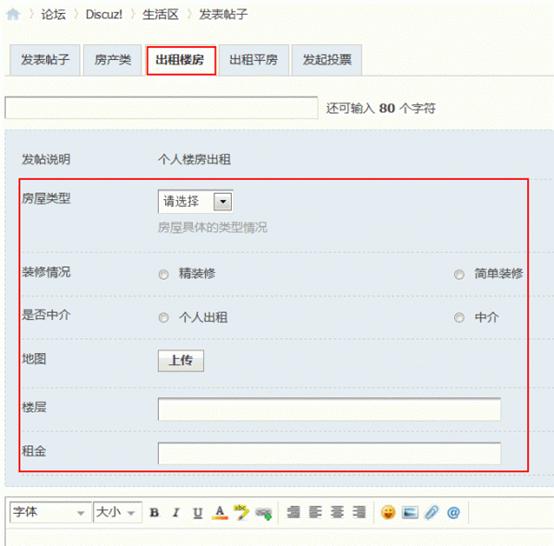 论坛 〉 Discuz! 〉 生活区 〉 发表帖子
发表帖子 房产类 出租楼房 出租平房 发起投票
还可输入 80 个字符
发帖说明 个人楼房出租
房屋类型 请选择
房屋具体的类型情况
装修情况 精装修 简单装修
是否中介 个人出租 中介
地图 上传
楼层
租金
字体 大小 B I U A @